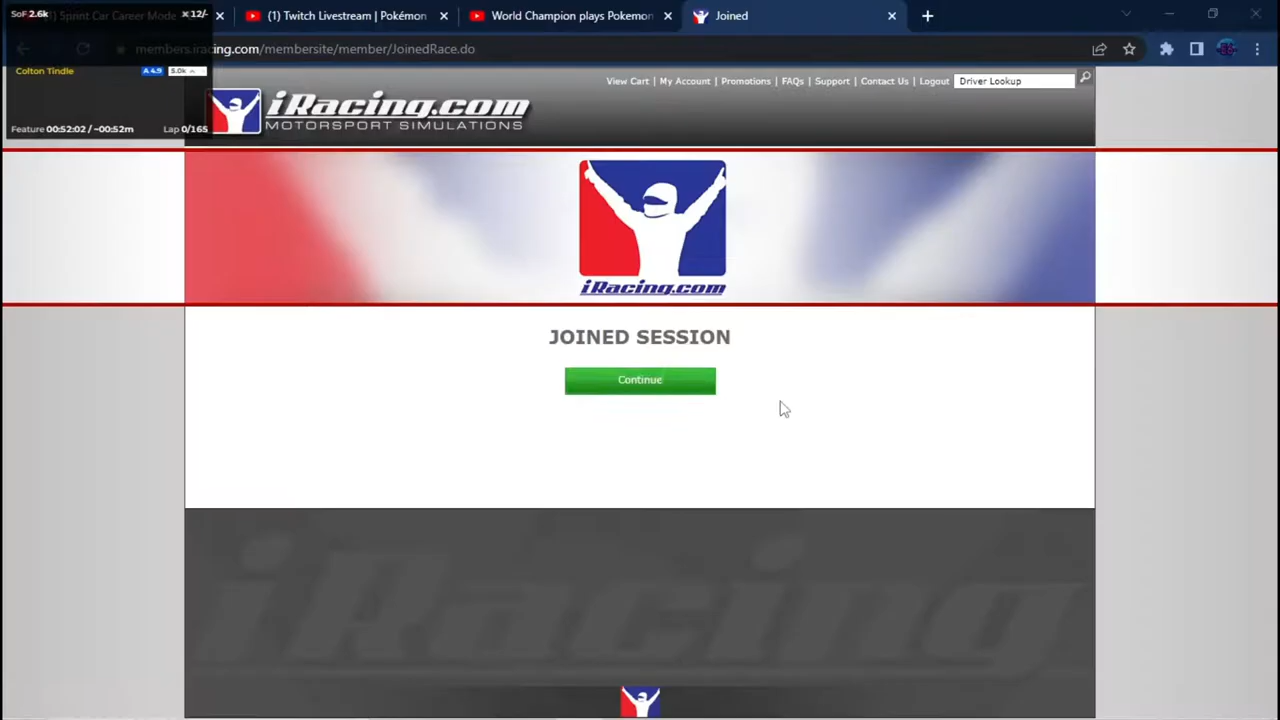 SoF 2.6k
12/-
) Sprint Car Career Mode
(1) Twitch Livestream | Pokémon
World Champion plays Pokemon
Joined
members.iracing.com/membersite/member/JoinedRace.do
Colton Tindle
A 4.9
5.0k
Feature 00:52:02 / ~00:52m
Lap 0/165
iRacing.com
MOTORSPORT SIMULATIONS
View Cart | My Account | Promotions | FAQs | Support | Contact Us | Logout
Driver Lookup
iRacing.com
JOINED SESSION
Continue
iRacing